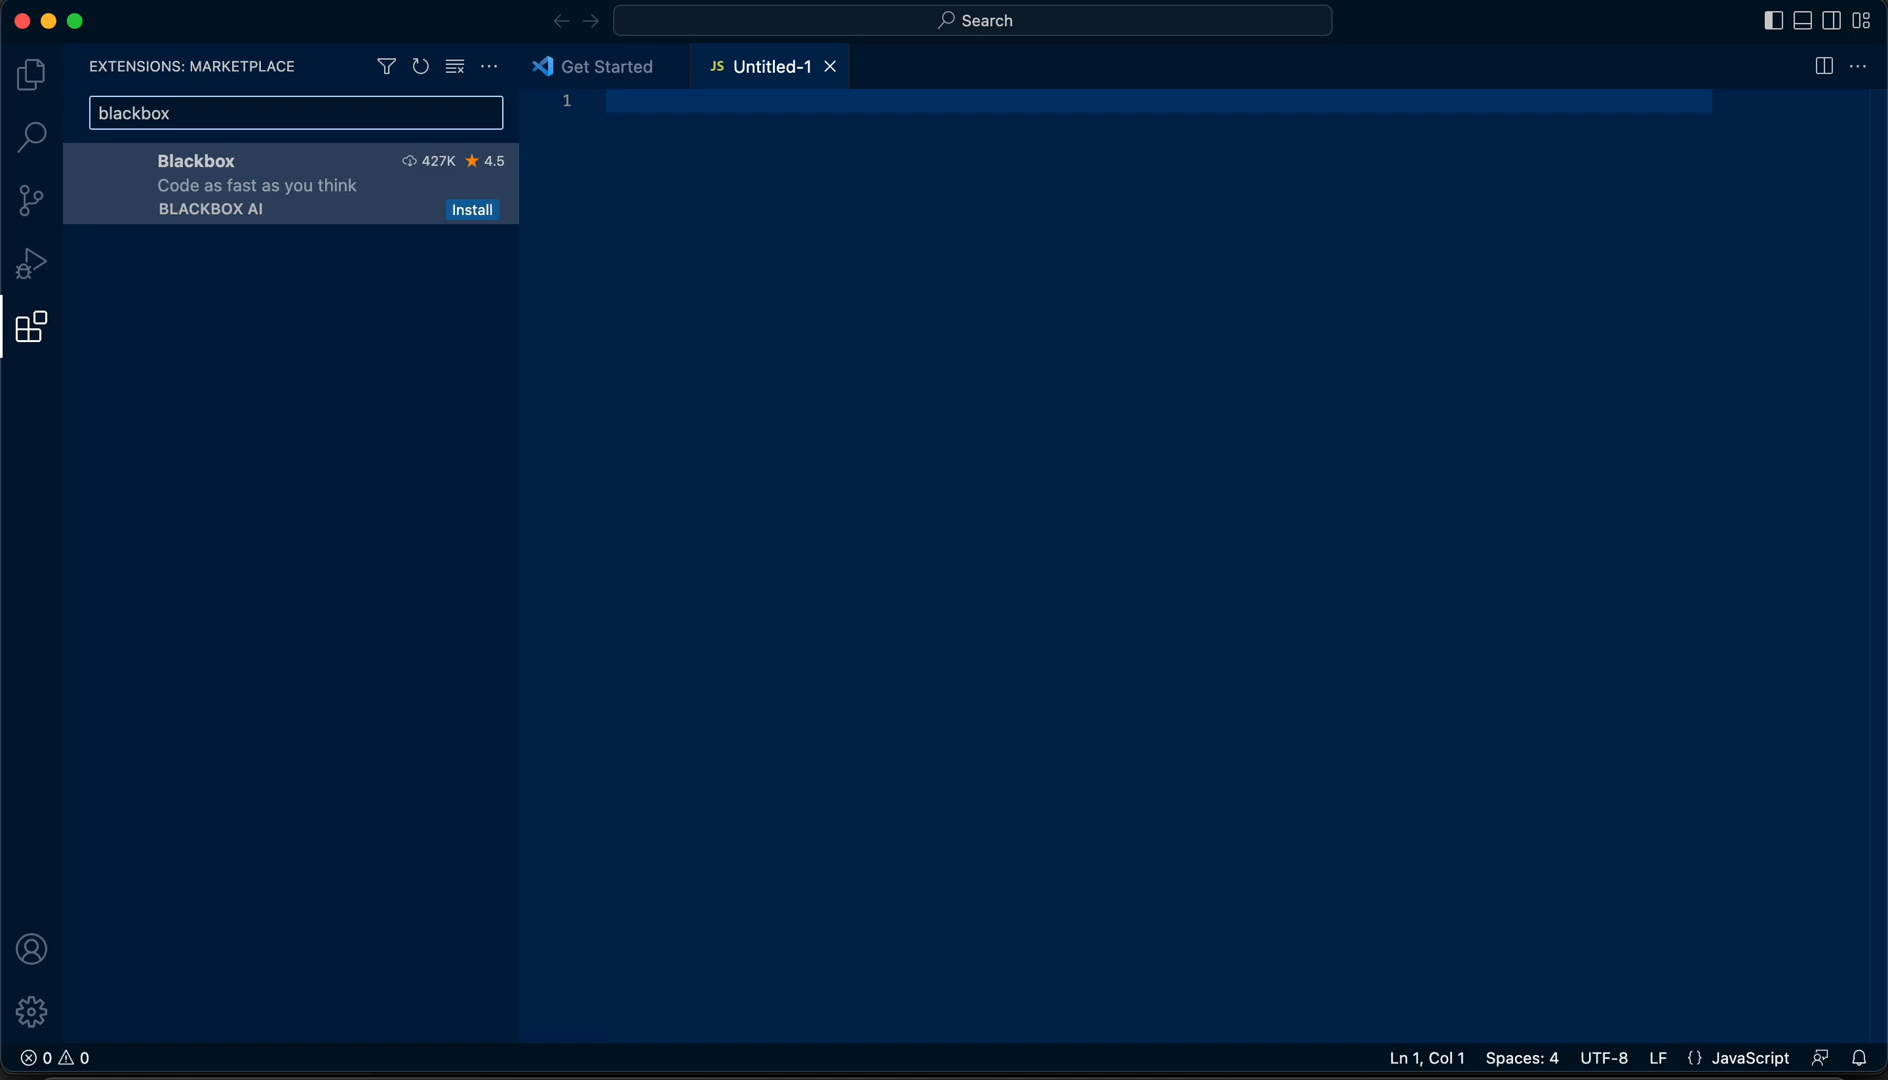 Search
EXTENSIONS: MARKETPLACE
Get Started
JS Untitled-1
blackbox
1
Blackbox 427K 4.5
Code as fast as you think
BLACKBOX AI Install
0 0
Ln 1, Col 1 Spaces: 4 UTF-8 LF {} JavaScript